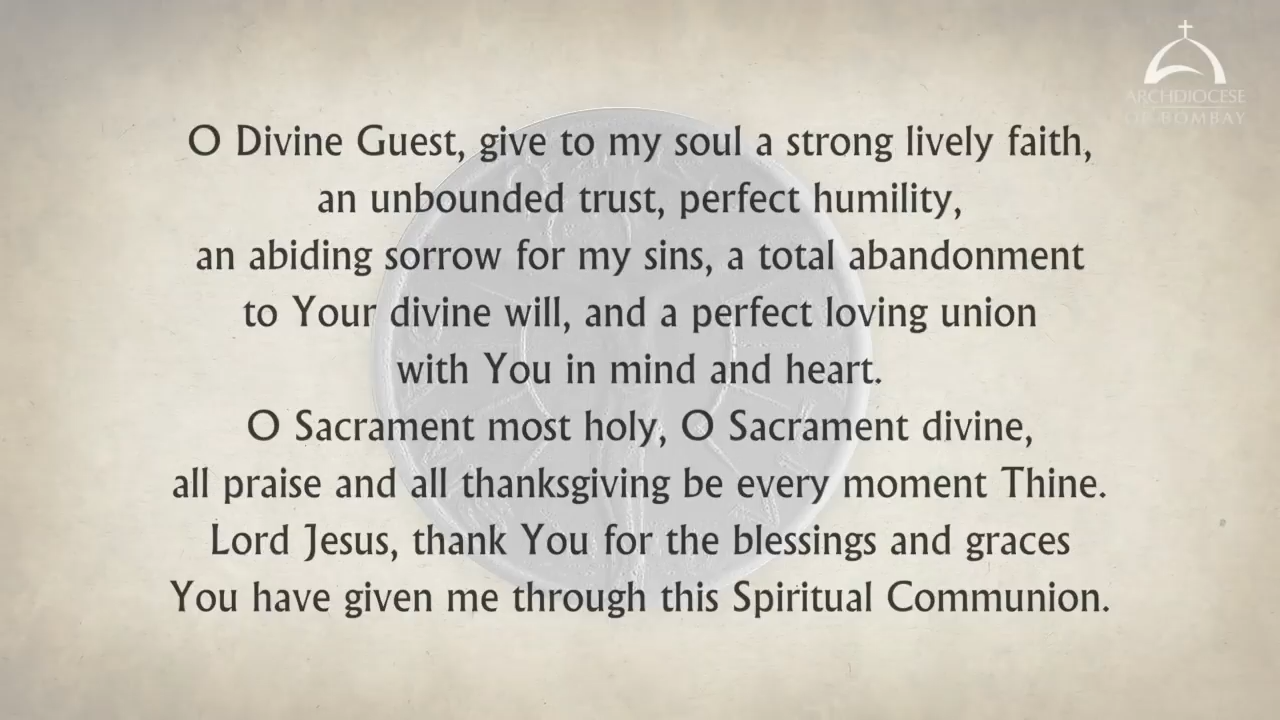 ARCHDIOCESE
OF BOMBAY
O Divine Guest, give to my soul a strong lively faith,
an unbounded trust, perfect humility,
an abiding sorrow for my sins, a total abandonment
to Your divine will, and a perfect loving union
with You in mind and heart.
O Sacrament most holy, O Sacrament divine,
all praise and all thanksgiving be every moment Thine.
Lord Jesus, thank You for the blessings and graces
You have given me through this Spiritual Communion.